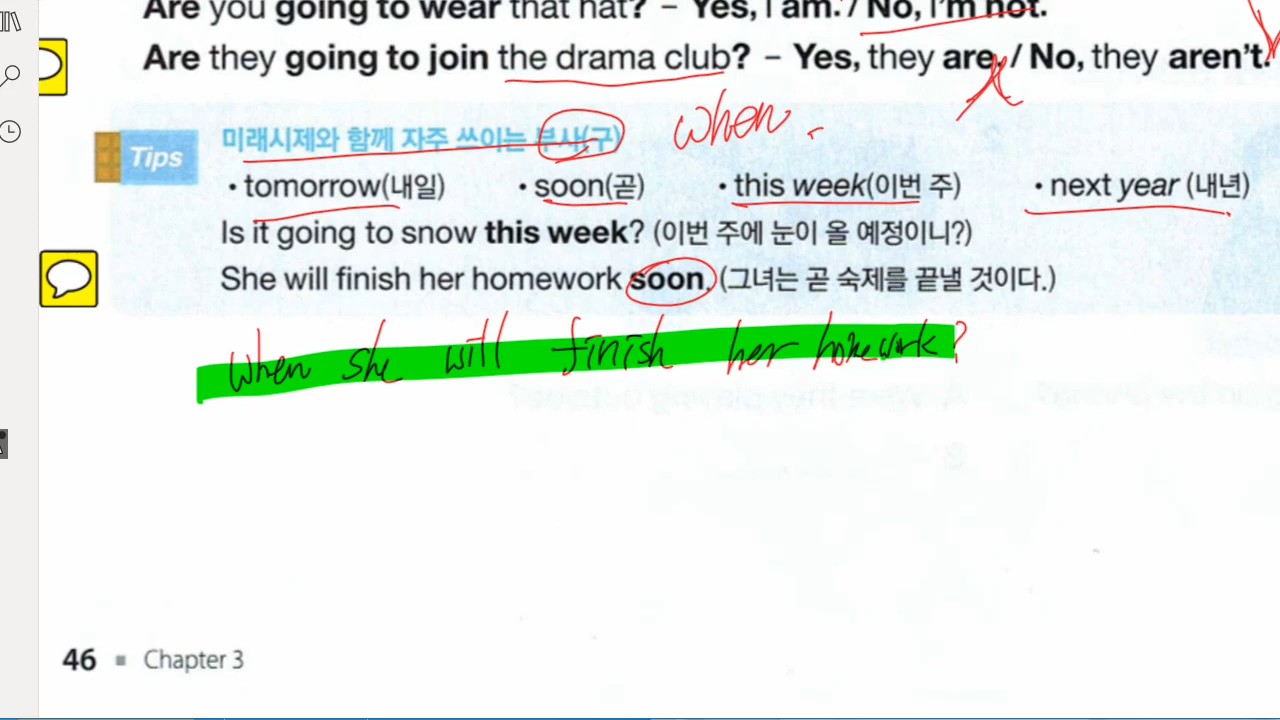 Are you going to wear that hat? – Yes, I am. / No, I'm not.
Are they going to join the drama club? – Yes, they are. / No, they aren't.
Tips
미래시제와 함께 자주 쓰이는 부사(구) when.
• tomorrow(내일) • soon(곧) • this week(이번 주) • next year (내년)
Is it going to snow this week? (이번 주에 눈이 올 예정이니?)
She will finish her homework soon. (그녀는 곧 숙제를 끝낼 것이다.)
When she will finish her homework?
46 ■ Chapter 3